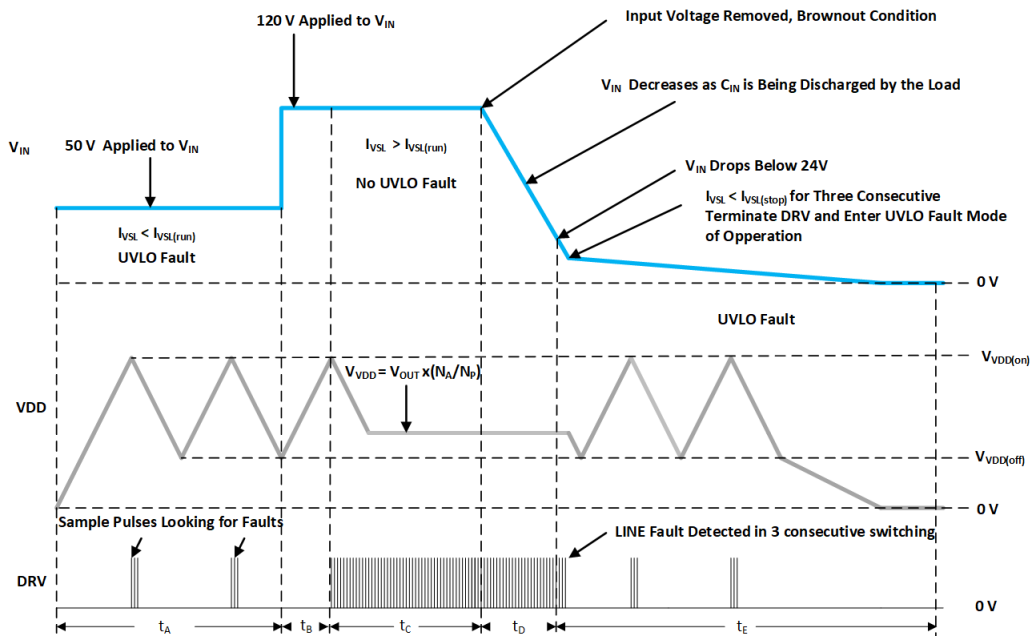 120 V Applied to VIN
Input Voltage Removed, Brownout Condition
VIN Decreases as CIN is Being Discharged by the Load
VIN
50 V Applied to VIN
IVSL > IVSL(run)
No UVLO Fault
VIN Drops Below 24V
IVSL < IVSL(stop) for Three Consecutive
Terminate DRV and Enter UVLO Fault Mode
of Opperation
IVSL < IVSL(run)
UVLO Fault
0 V
UVLO Fault
VVDD(on)
VVDD = VOUT x(NA/NP)
VDD
VVDD(off)
0 V
Sample Pulses Looking for Faults
LINE Fault Detected in 3 consecutive switching
DRV
0 V
tA
tB
tC
tD
tE